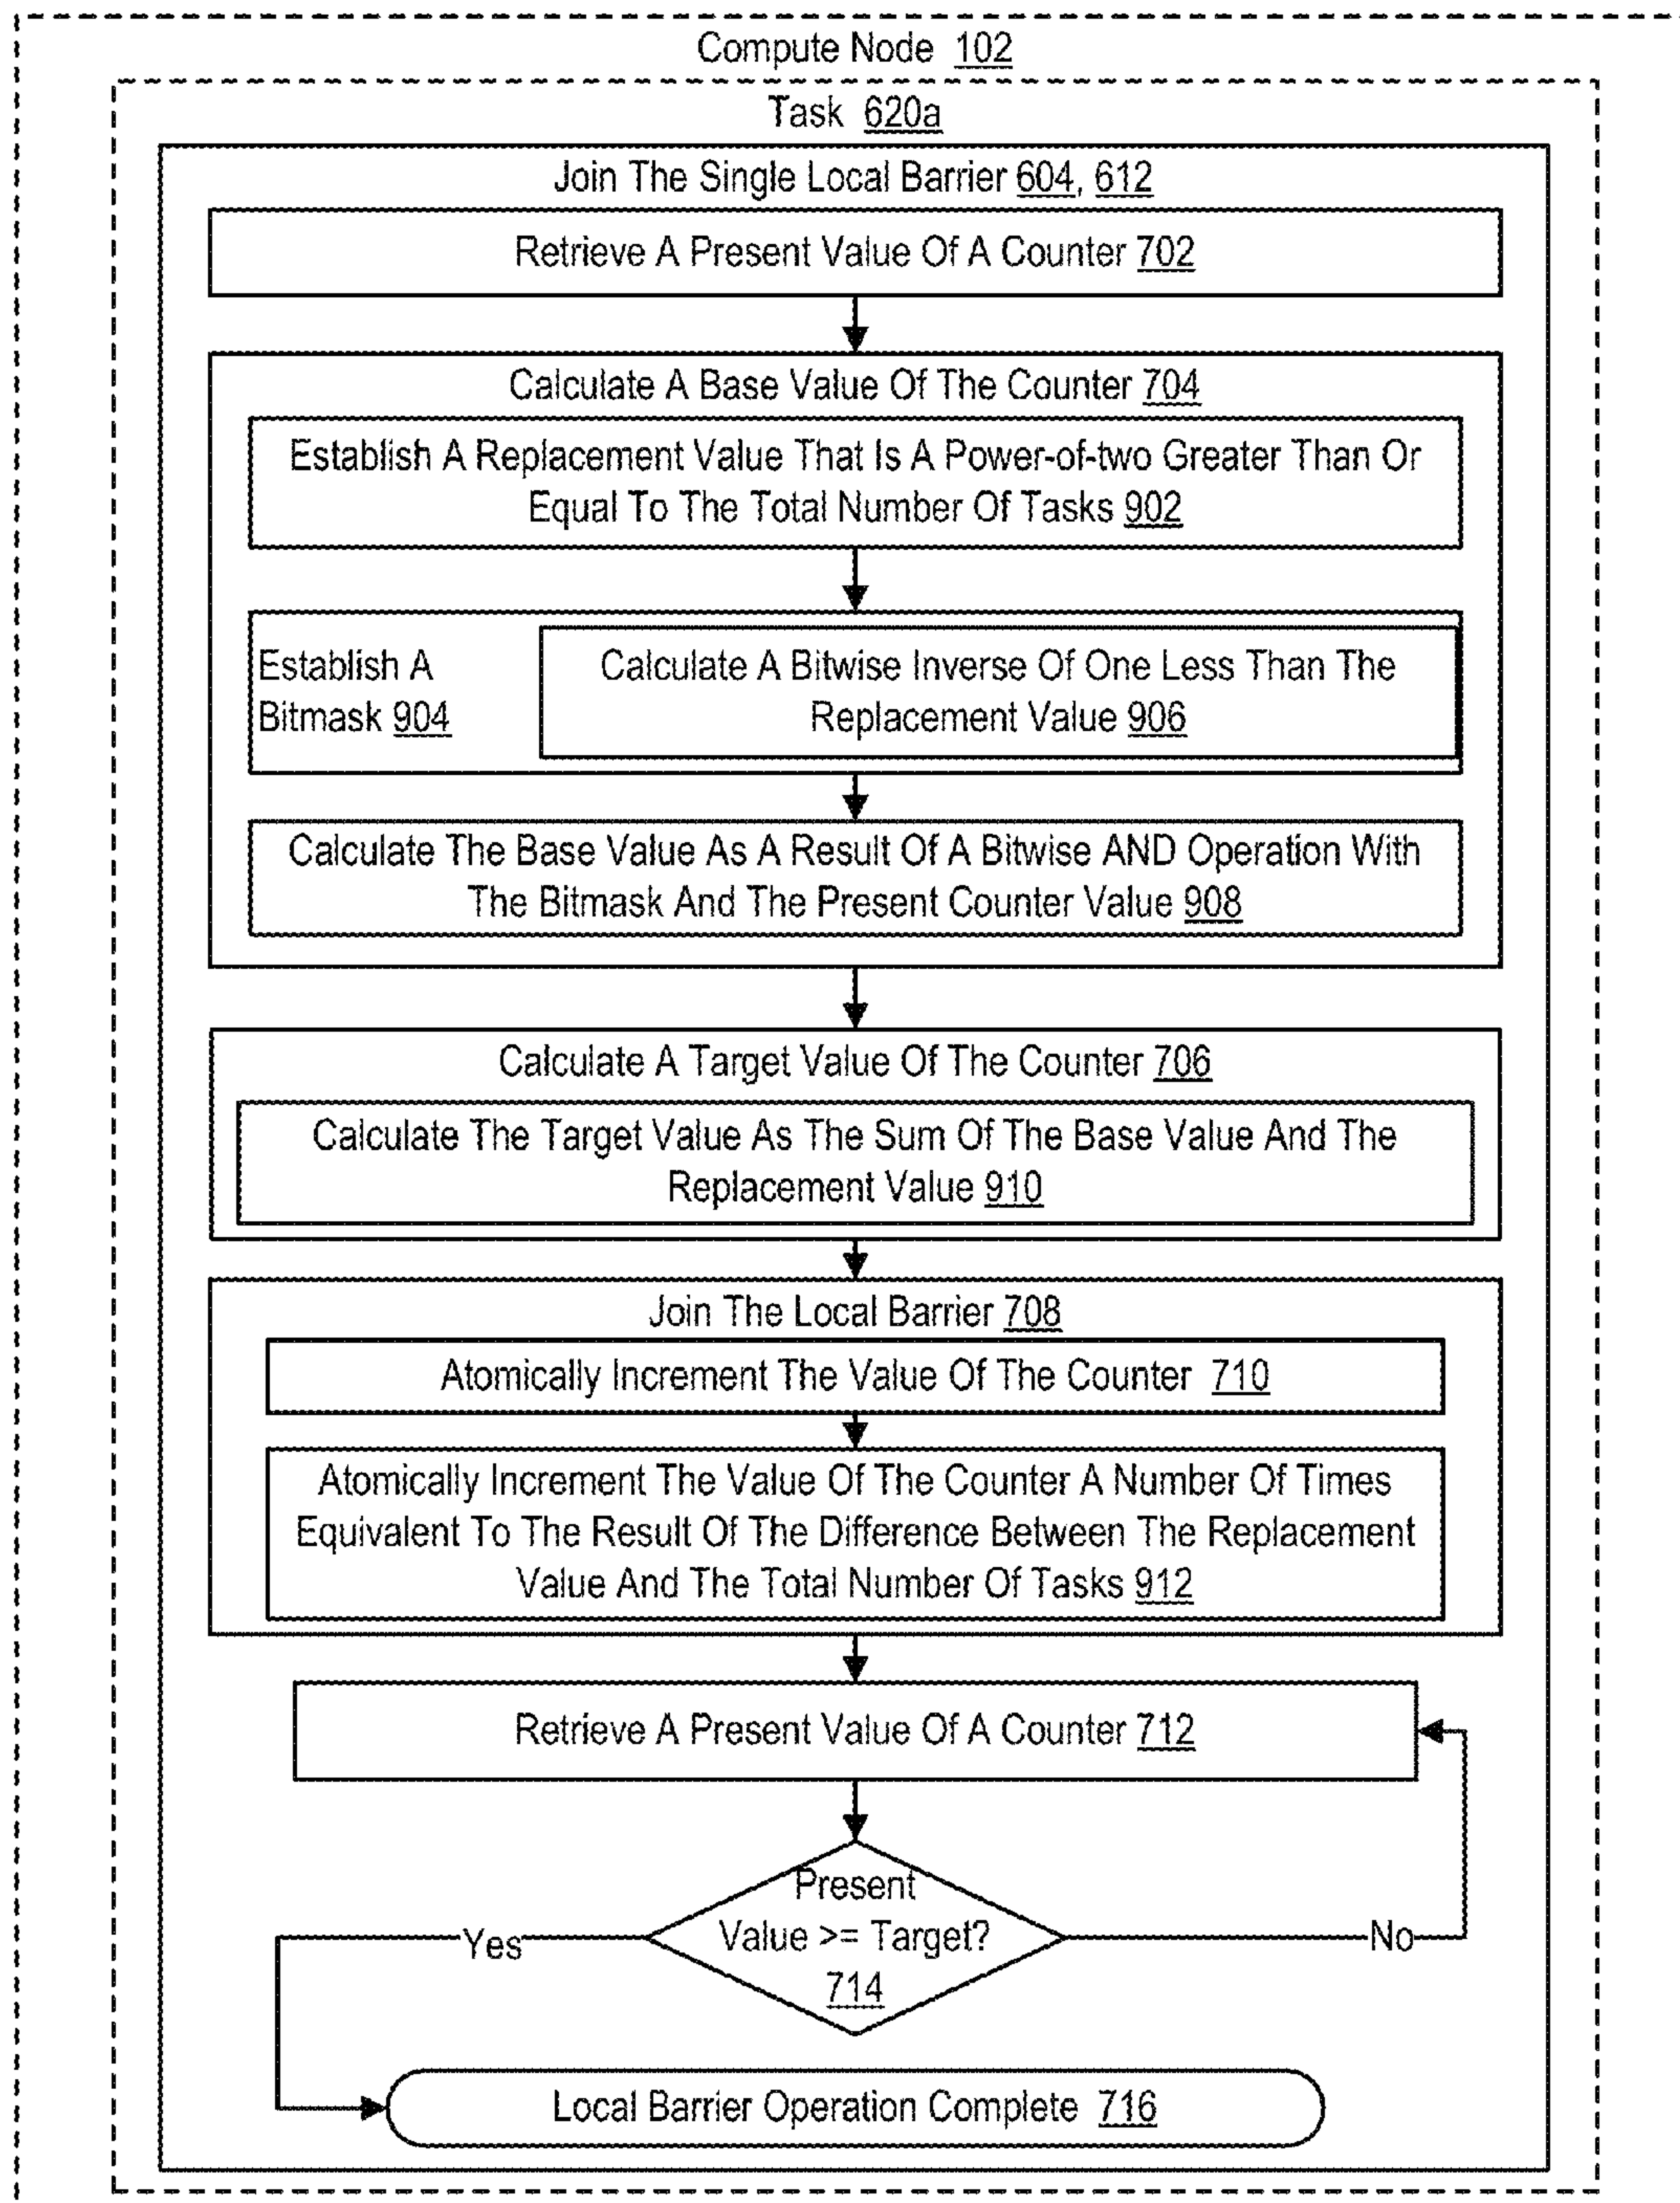 Compute Node 102
Task 620a
Join The Single Local Barrier 604, 612
Retrieve A Present Value Of A Counter 702
Calculate A Base Value Of The Counter 704
Establish A Replacement Value That Is A Power-of-two Greater Than Or
Equal To The Total Number Of Tasks 902
Establish A
Bitmask 904
Calculate A Bitwise Inverse Of One Less Than The
Replacement Value 906
Calculate The Base Value As A Result Of A Bitwise AND Operation With
The Bitmask And The Present Counter Value 908
Calculate A Target Value Of The Counter 706
Calculate The Target Value As The Sum Of The Base Value And The
Replacement Value 910
Join The Local Barrier 708
Atomically Increment The Value Of The Counter 710
Atomically Increment The Value Of The Counter A Number Of Times
Equivalent To The Result Of The Difference Between The Replacement
Value And The Total Number Of Tasks 912
Retrieve A Present Value Of A Counter 712
Present
Value >= Target?
714
Yes
No
Local Barrier Operation Complete 716